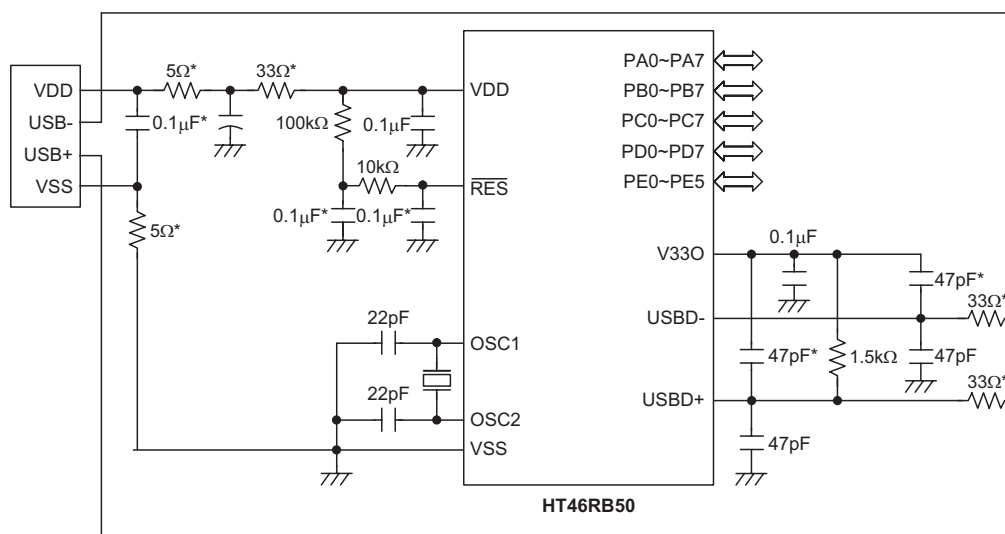 VDD
USB-
USB+
VSS
5Ω*
33Ω*
0.1μF*
5Ω*
100kΩ
0.1μF
10kΩ
0.1μF*
0.1μF*
22pF
22pF
VDD
RES
OSC1
OSC2
VSS
PA0~PA7
PB0~PB7
PC0~PC7
PD0~PD7
PE0~PE5
V33O
USBD-
USBD+
0.1μF
47pF*
33Ω*
47pF*
1.5kΩ
47pF
33Ω*
47pF
HT46RB50